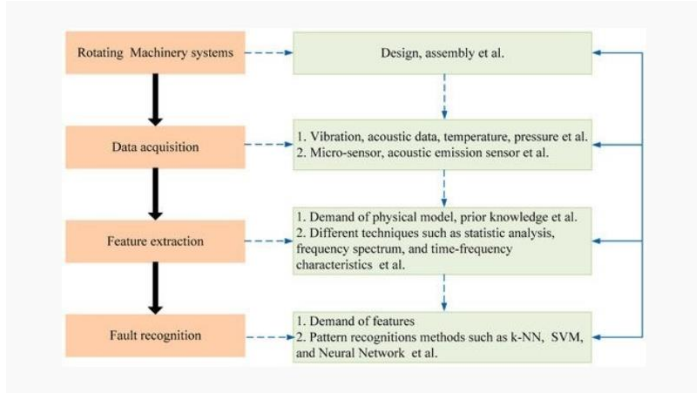 Rotating Machinery systems
Design, assembly et al.
Data acquisition
1. Vibration, acoustic data, temperature, pressure et al.
2. Micro-sensor, acoustic emission sensor et al.
Feature extraction
1. Demand of physical model, prior knowledge et al.
2. Different techniques such as statistic analysis,
frequency spectrum, and time-frequency
characteristics et al.
Fault recognition
1. Demand of features
2. Pattern recognitions methods such as k-NN, SVM,
and Neural Network et al.